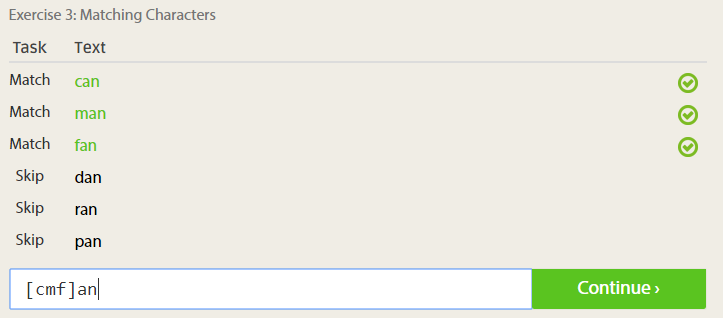 Exercise 3: Matching Characters
Task Text
Match can
Match man
Match fan
Skip dan
Skip ran
Skip pan
[cmf]an Continue ›